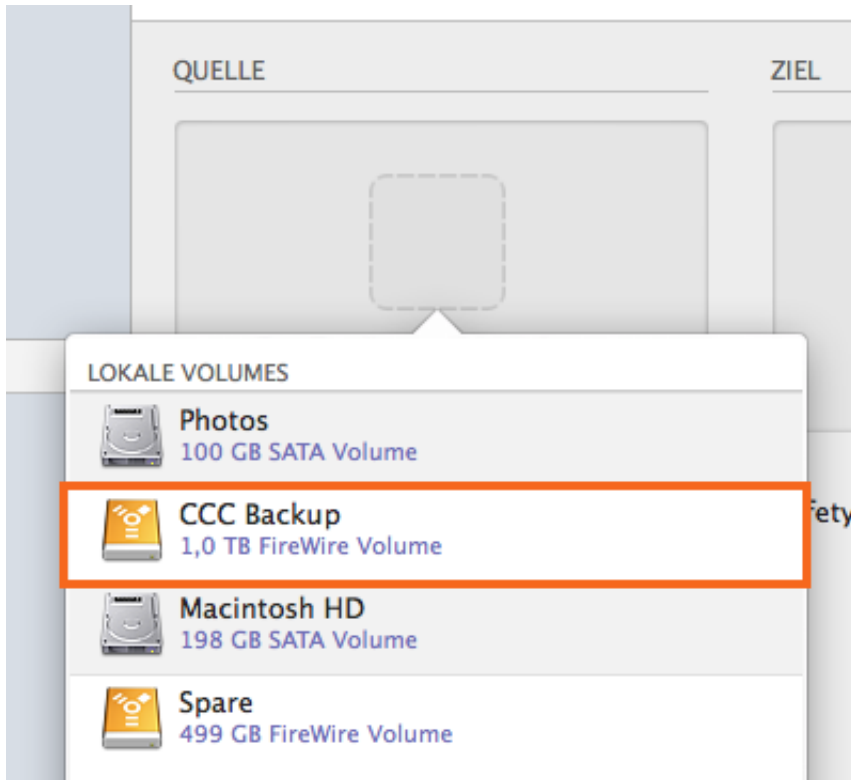 QUELLE
ZIEL
LOKALE VOLUMES
Photos
100 GB SATA Volume
CCC Backup
1,0 TB FireWire Volume
fety
Macintosh HD
198 GB SATA Volume
Spare
499 GB FireWire Volume